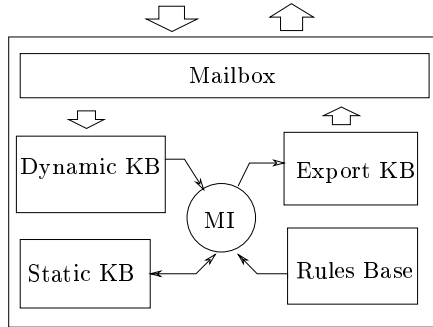 Mailbox
Dynamic KB
Export KB
MI
Static KB
Rules Base